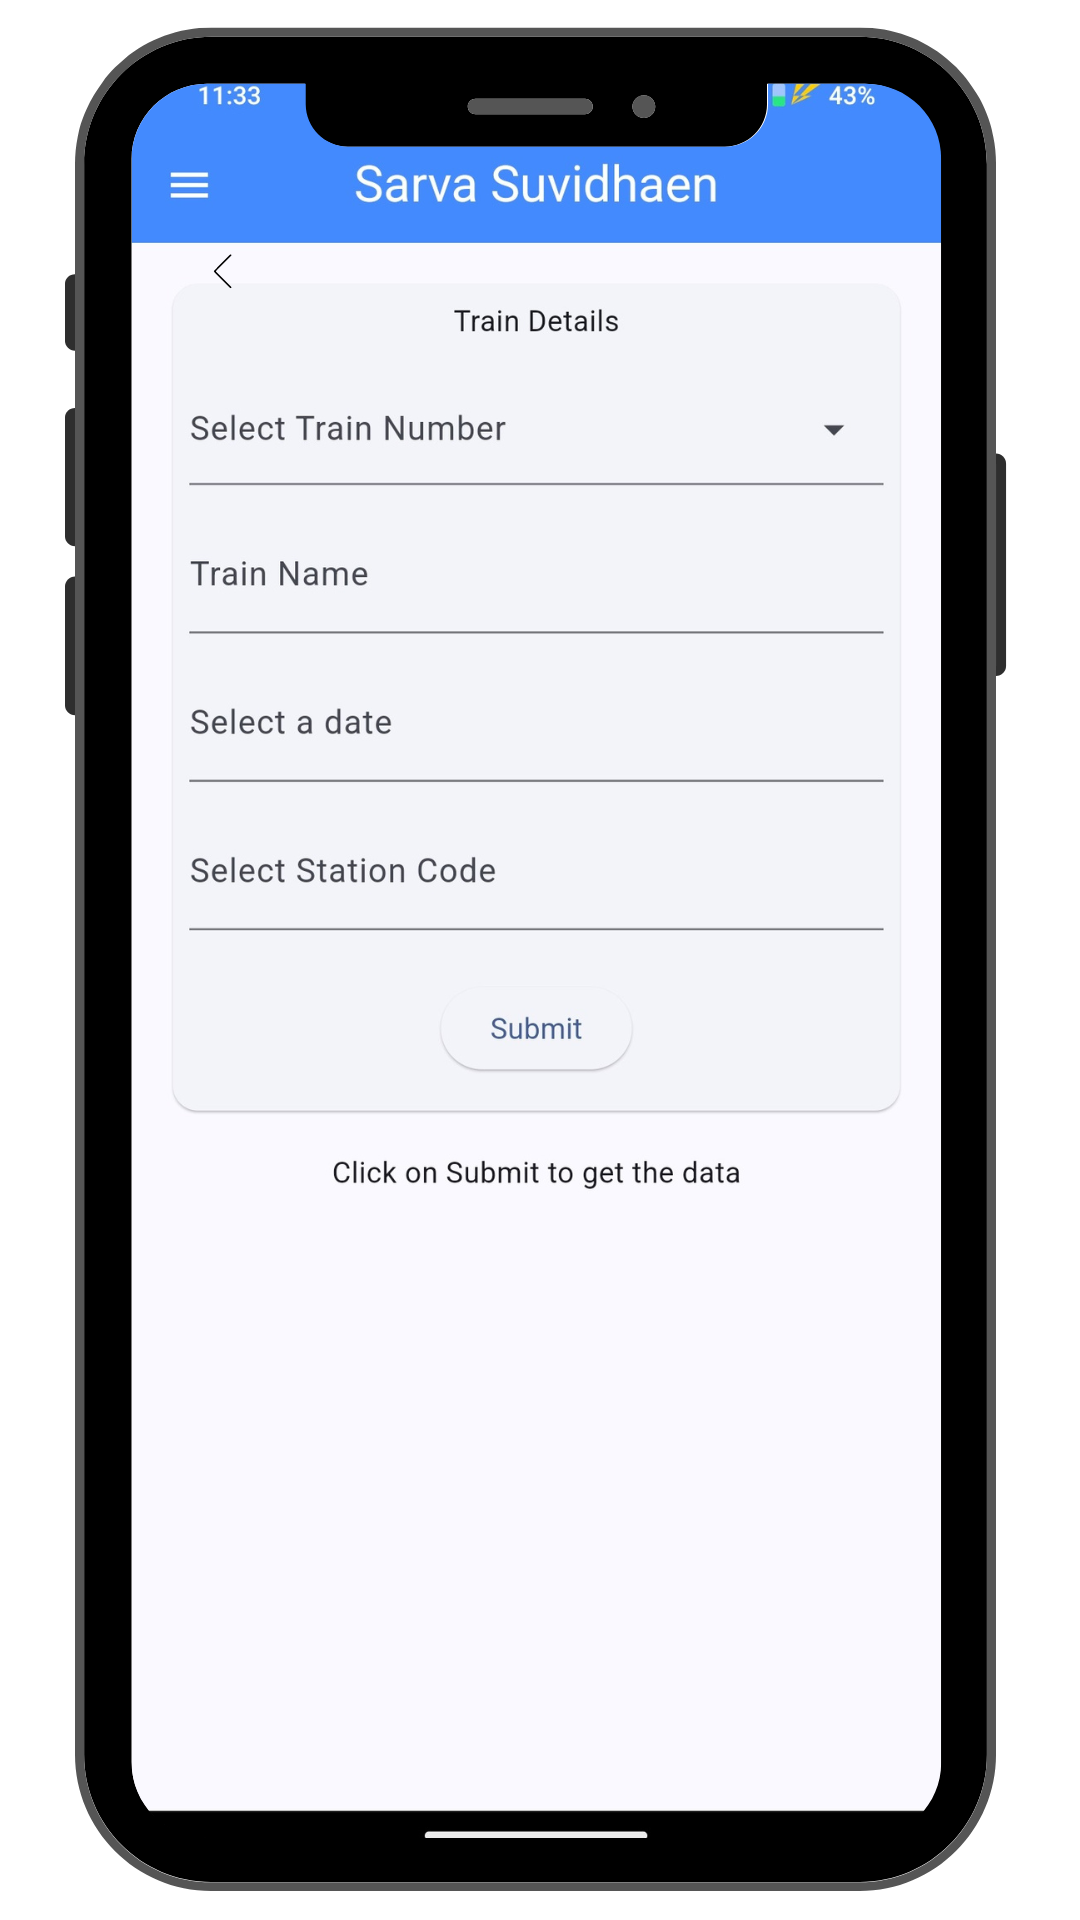 11:33
43%
Sarva Suvidhaen
Train Details
Select Train Number
Train Name
Select a date
Select Station Code
Submit
Click on Submit to get the data